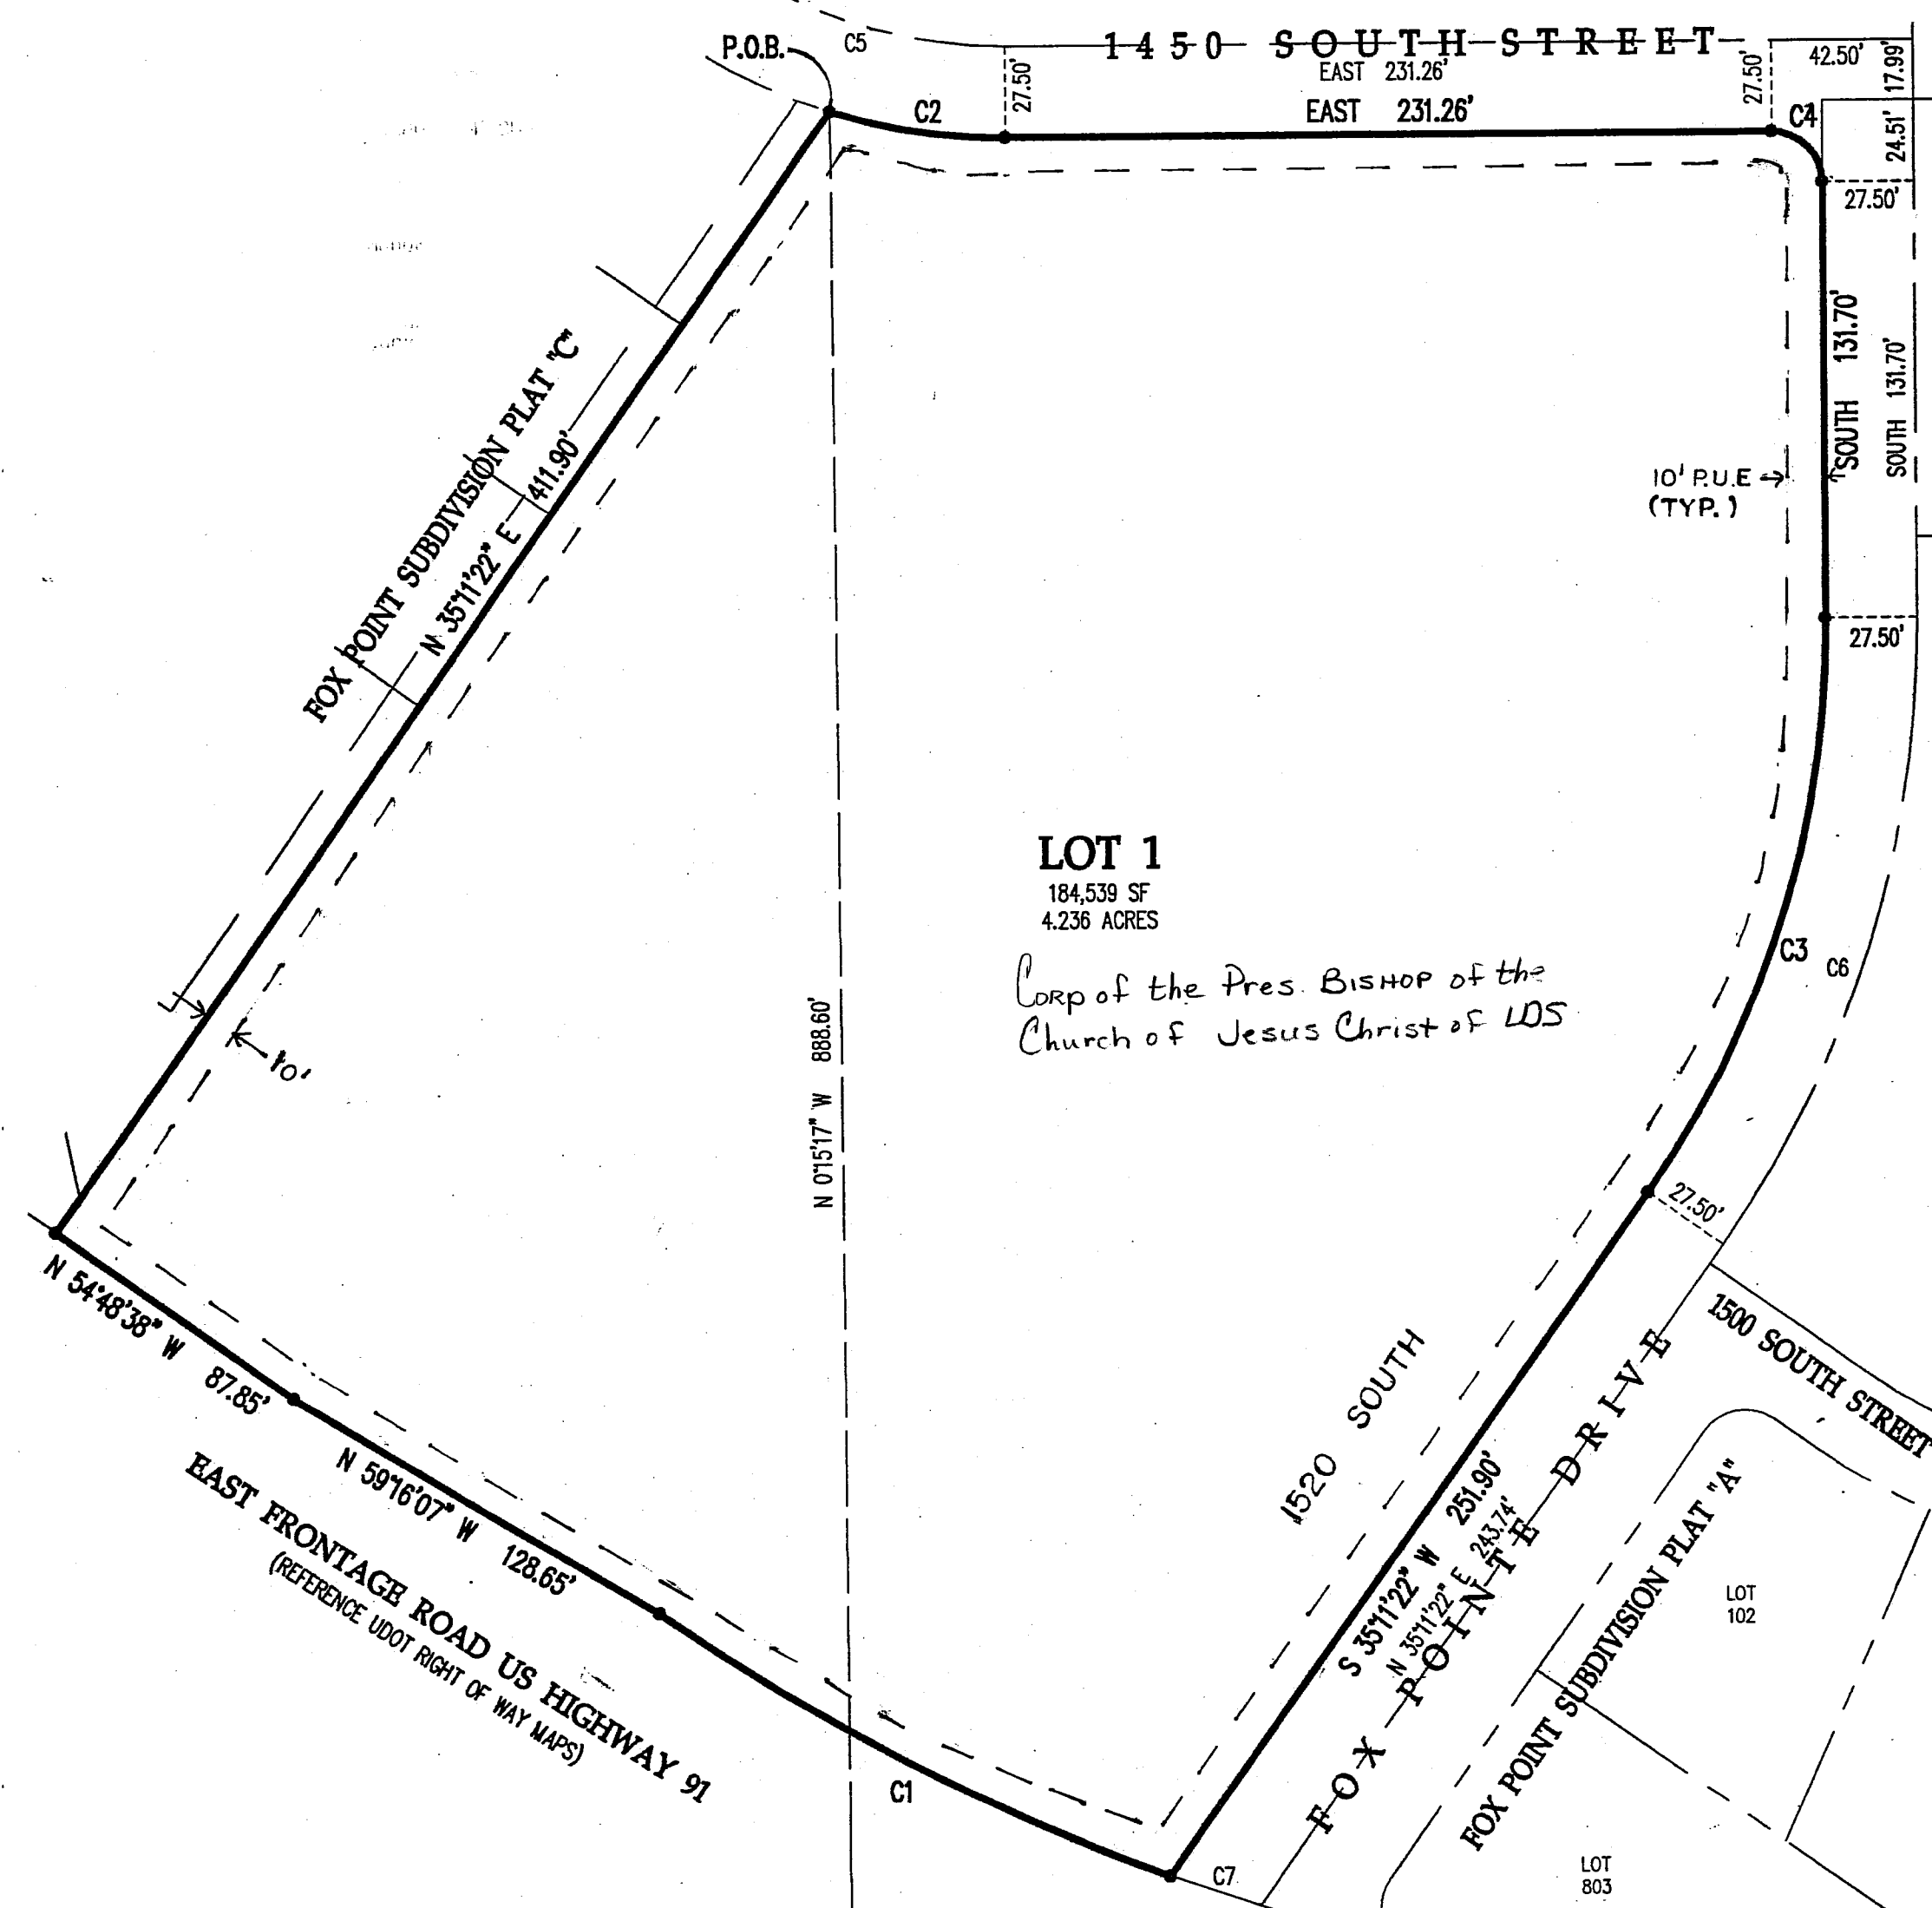 P.O.B.
C5
1450 SOUTH STREET
EAST 231.26'
EAST 231.26'
C2
27.50'
27.50'
42.50'
17.99'
C4
24.51'
27.50'
SOUTH 131.70'
SOUTH 131.70'
10' P.U.E
(TYP.)
27.50'
FOX POINT SUBDIVISION PLAT "C"
N 35°11'22" E 411.90'
LOT 1
184,539 SF
4.236 ACRES
Corp of the Pres. Bishop of the
Church of Jesus Christ of LDS
C3
C6
N 0°15'17" W 888.60'
10'
27.50'
N 54°48'38" W 87.85'
N 59°16'07" W 128.65'
EAST FRONTAGE ROAD US HIGHWAY 91
(REFERENCE UDOT RIGHT OF WAY MAPS)
C1
1520 SOUTH
S 35°11'22" W 251.90'
N 35°11'22" E 243.74'
FOX POINTE DRIVE
1500 SOUTH STREET
FOX POINT SUBDIVISION PLAT "A"
LOT
102
C7
LOT
803